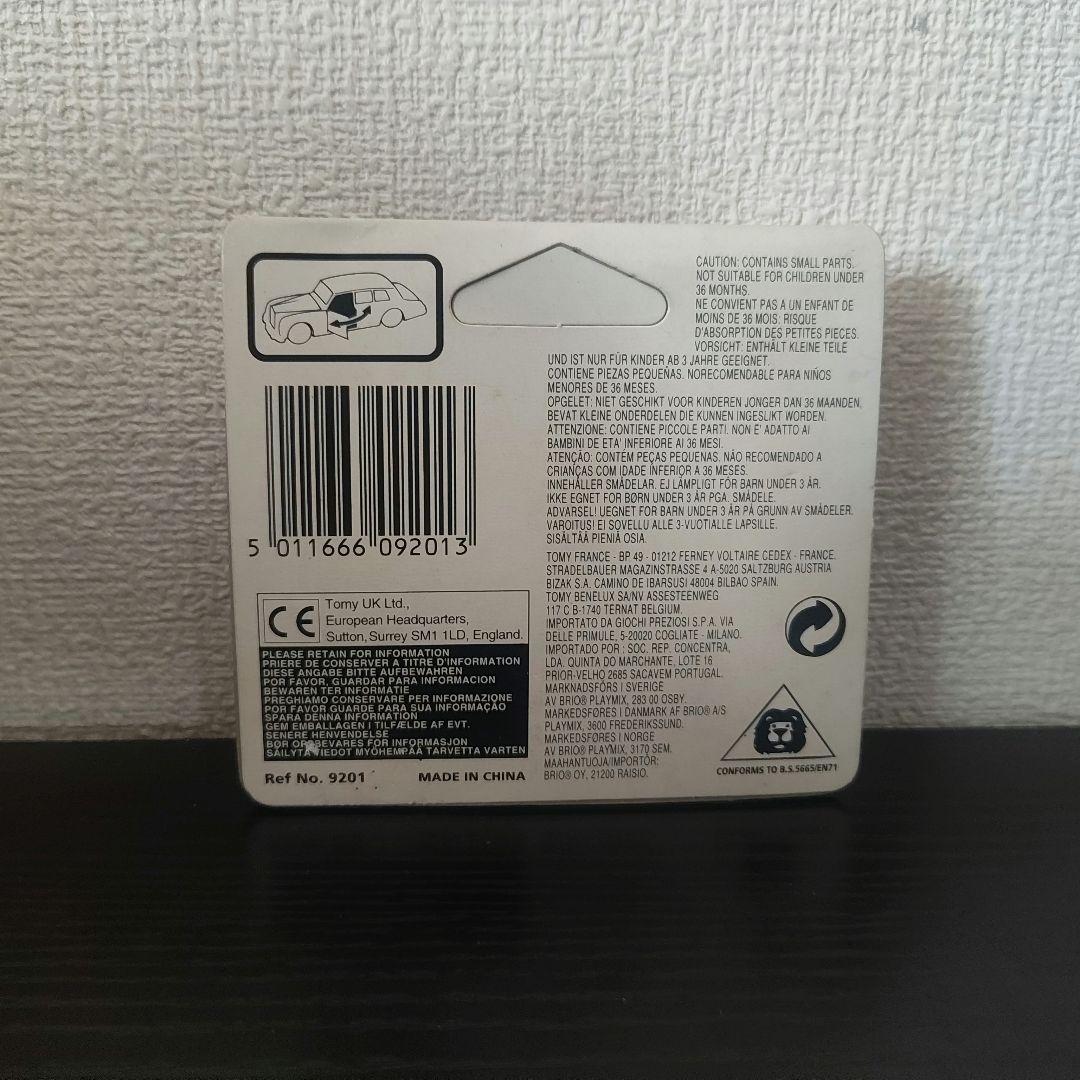 CAUTION: CONTAINS SMALL PARTS.
NOT SUITABLE FOR CHILDREN UNDER
36 MONTHS.
NE CONVIENT PAS A UN ENFANT DE
MOINS DE 36 MOIS: RISQUE
D'ABSORPTION DES PETITES PIECES.
VORSICHT: ENTHÄLT KLEINE TEILE
UND IST NUR FÜR KINDER AB 3 JAHRE GEEIGNET.
CONTIENE PIEZAS PEQUEÑAS. NORECOMENDABLE PARA NIÑOS
MENORES DE 36 MESES.
OPGELET: NIET GESCHIKT VOOR KINDEREN JONGER DAN 36 MAANDEN,
BEVAT KLEINE ONDERDELEN DIE KUNNEN INGESLIKT WORDEN.
ATTENZIONE: CONTIENE PICCOLE PARTI. NON E' ADATTO AI
BAMBINI DE ETA' INFERIORE AI 36 MESI.
ATENÇÃO: CONTÉM PEÇAS PEQUENAS. NÃO RECOMENDADO A
CRIANÇAS COM IDADE INFERIOR A 36 MESES.
INNEHÅLLER SMÅDELAR. EJ LÄMPLIGT FÖR BARN UNDER 3 ÅR.
IKKE EGNET FOR BØRN UNDER 3 ÅR PGA. SMÅDELE.
ADVARSEL! UEGNET FOR BARN UNDER 3 ÅR PÅ GRUNN AV SMÅDELER.
VAROITUS! EI SOVELLU ALLE 3-VUOTIALLE LAPSILLE.
SISÄLTÄÄ PIENIÄ OSIA.
5 011666 092013
CE
Tomy UK Ltd.,
European Headquarters,
Sutton, Surrey SM1 1LD, England.
PLEASE RETAIN FOR INFORMATION
PRIERE DE CONSERVER A TITRE D'INFORMATION
DIESE ANGABE BITTE AUFBEWAHREN
POR FAVOR, GUARDAR PARA INFORMACION
BEWAREN TER INFORMATIE
PREGHIAMO CONSERVARE PER INFORMAZIONE
POR FAVOR GUARDE PARA SUA INFORMAÇÃO
SPARA DENNA INFORMATION
GEM EMBALLAGEN I TILFÆLDE AF EVT.
SENERE HENVENDELSE
BØR OPPBEVARES FOR INFORMASJON
SÄILYTÄ TIEDOT MYÖHEMPÄÄ TARVETTA VARTEN
Ref No. 9201 MADE IN CHINA
TOMY FRANCE - BP 49 - 01212 FERNEY VOLTAIRE CEDEX - FRANCE.
STRADELBAUER MAGAZINSTRASSE 4 A-5020 SALTZBURG AUSTRIA
BIZAK S.A. CAMINO DE IBARSUSI 48004 BILBAO SPAIN.
TOMY BENELUX SA/NV ASSESTEENWEG
117 C B-1740 TERNAT BELGIUM.
IMPORTATO DA GIOCHI PREZIOSI S.P.A. VIA
DELLE PRIMULE, 5-20020 COGLIATE - MILANO.
IMPORTADO POR : SOC. REP. CONCENTRA,
LDA. QUINTA DO MARCHANTE, LOTE 16
PRIOR-VELHO 2685 SACAVEM PORTUGAL.
MARKNADSFÖRS I SVERIGE
AV BRIO® PLAYMIX, 283 00 OSBY.
MARKEDSFØRES I DANMARK AF BRIO® A/S
PLAYMIX, 3600 FREDERIKSSUND.
MARKEDSFØRES I NORGE
AV BRIO® PLAYMIX, 3170 SEM.
MAAHANTUOJA/IMPORTÖR:
BRIO® OY, 21200 RAISIO.
CONFORMS TO B.S.5665/EN71